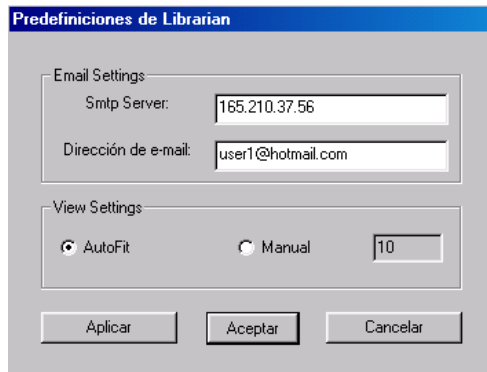 Predefiniciones de Librarian
Email Settings
Smtp Server: 165.210.37.56
Dirección de e-mail: user1@hotmail.com
View Settings
AutoFit Manual 10
Aplicar Aceptar Cancelar